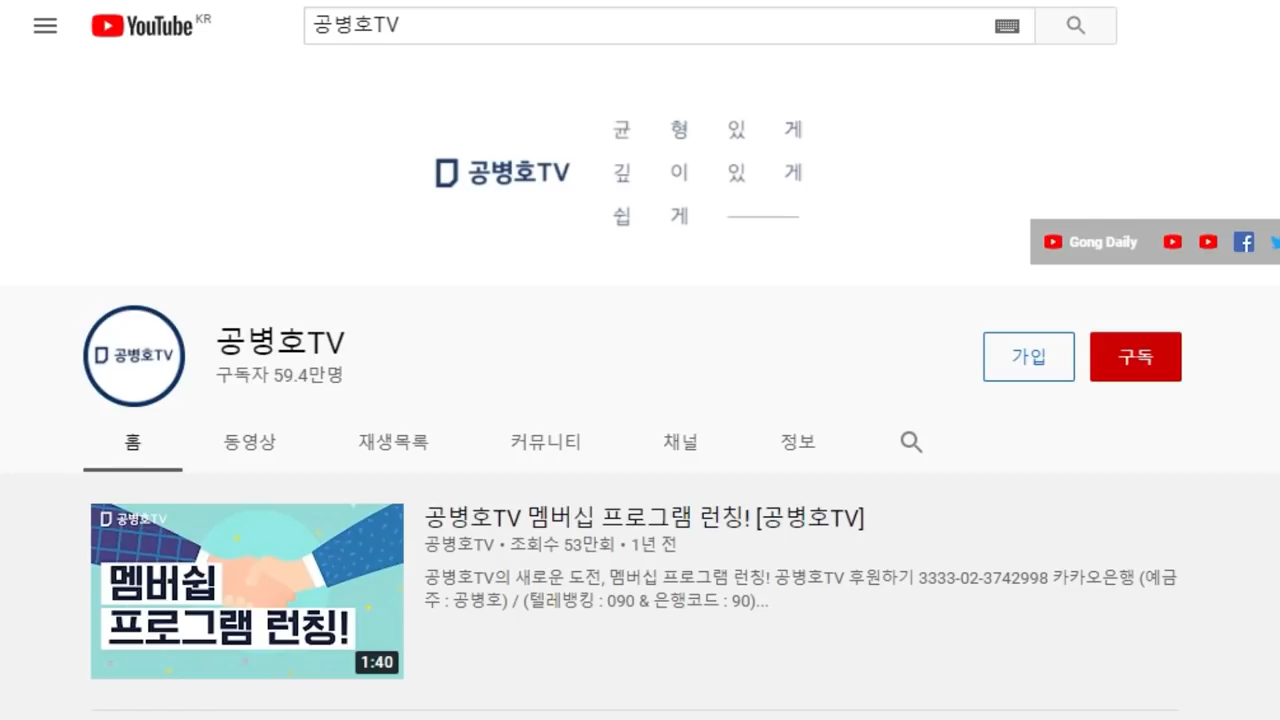 YouTube KR
공병호TV
균 형 있 게
공병호TV
깊 이 있 게
쉽 게
Gong Daily
공병호TV
공병호TV
구독자 59.4만명
가입
구독
홈
동영상
재생목록
커뮤니티
채널
정보
공병호TV
멤버쉽
프로그램 런칭!
1:40
공병호TV 멤버십 프로그램 런칭! [공병호TV]
공병호TV • 조회수 53만회 • 1년 전
공병호TV의 새로운 도전, 멤버십 프로그램 런칭! 공병호TV 후원하기 3333-02-3742998 카카오은행 (예금
주 : 공병호) / (텔레뱅킹 : 090 & 은행코드 : 90)...